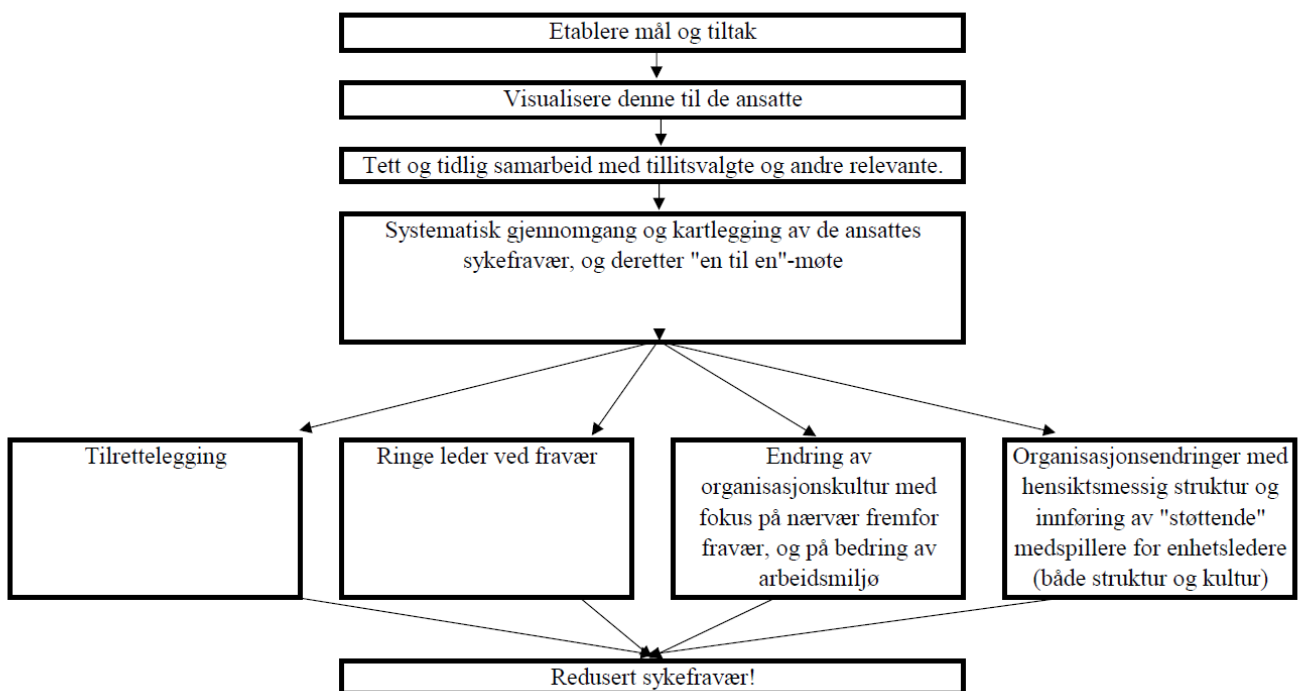 Etablere mål og tiltak
Visualisere denne til de ansatte
Tett og tidlig samarbeid med tillitsvalgte og andre relevante.
Systematisk gjennomgang og kartlegging av de ansattes
sykefravær, og deretter "en til en"-møte
Tilrettelegging
Ringe leder ved fravær
Endring av
organisasjonskultur med
fokus på nærvær fremfor
fravær, og på bedring av
arbeidsmiljø
Organisasjonsendringer med
hensiktsmessig struktur og
innføring av "støttende"
medspillere for enhetsledere
(både struktur og kultur)
Redusert sykefravær!